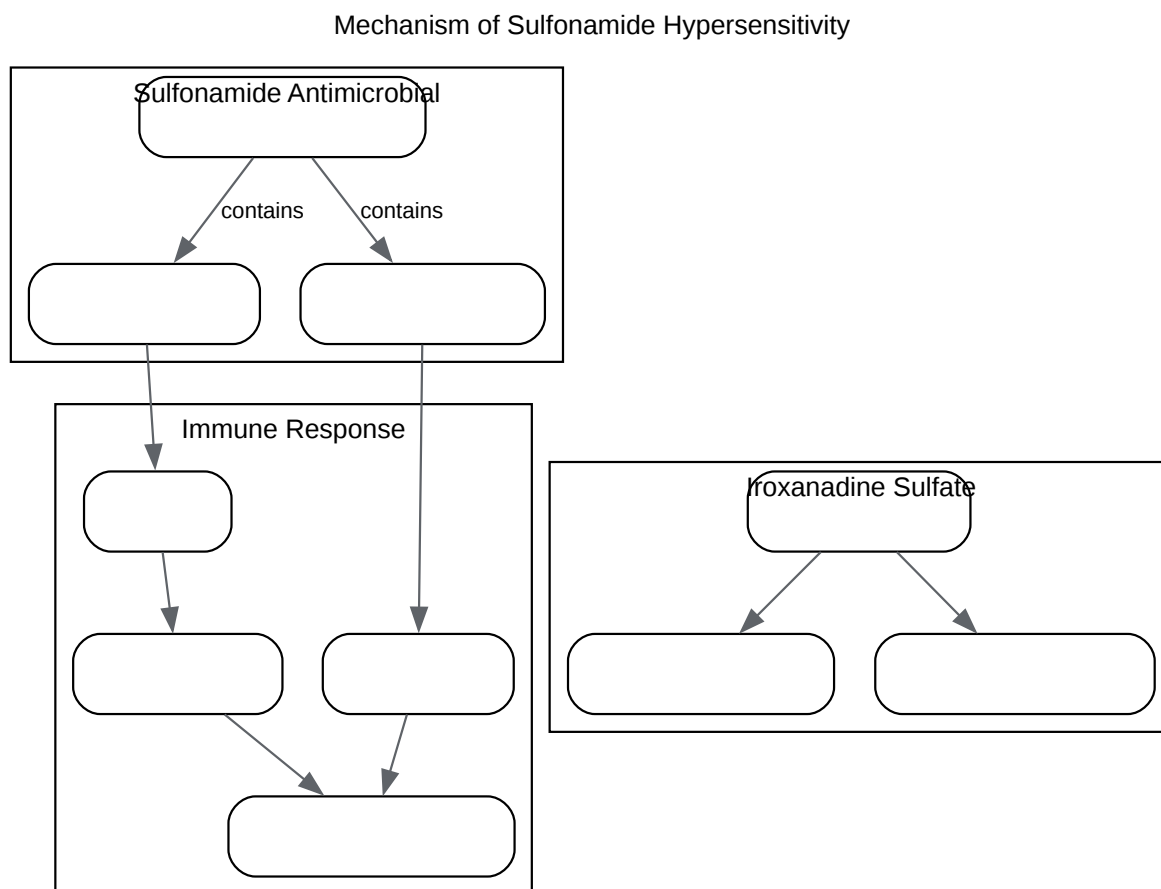 Mechanism of Sulfonamide Hypersensitivity
Sulfonamide Antimicrobial
contains
contains
Immune Response
Iroxanadine Sulfate